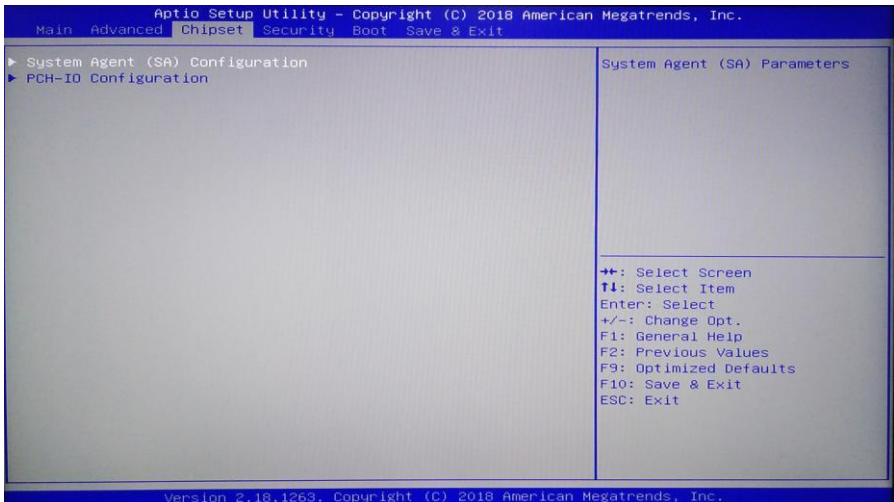 Aptio Setup Utility – Copyright (C) 2018 American Megatrends, Inc.
Main Advanced Chipset Security Boot Save & Exit
► System Agent (SA) Configuration
► PCH-IO Configuration
System Agent (SA) Parameters
→←: Select Screen
↑↓: Select Item
Enter: Select
+/-: Change Opt.
F1: General Help
F2: Previous Values
F9: Optimized Defaults
F10: Save & Exit
ESC: Exit
Version 2.18.1263. Copyright (C) 2018 American Megatrends, Inc.